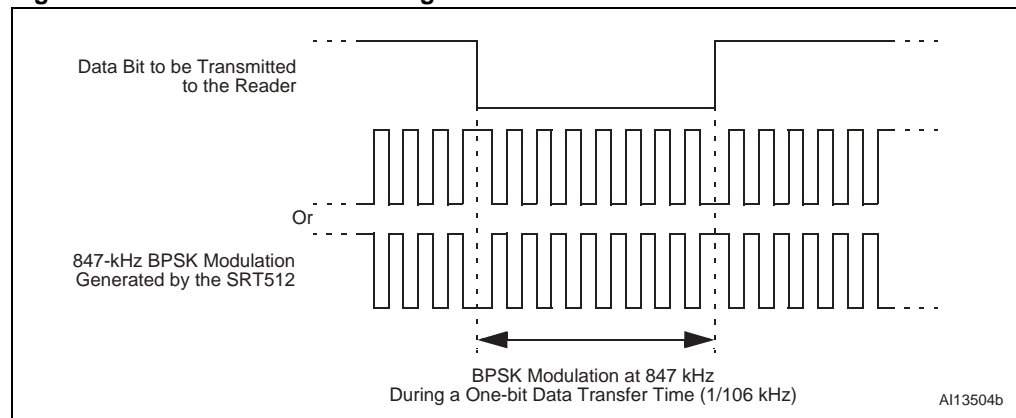 Data Bit to be Transmitted
to the Reader
Or
847-kHz BPSK Modulation
Generated by the SRT512
BPSK Modulation at 847 kHz
During a One-bit Data Transfer Time (1/106 kHz)
AI13504b